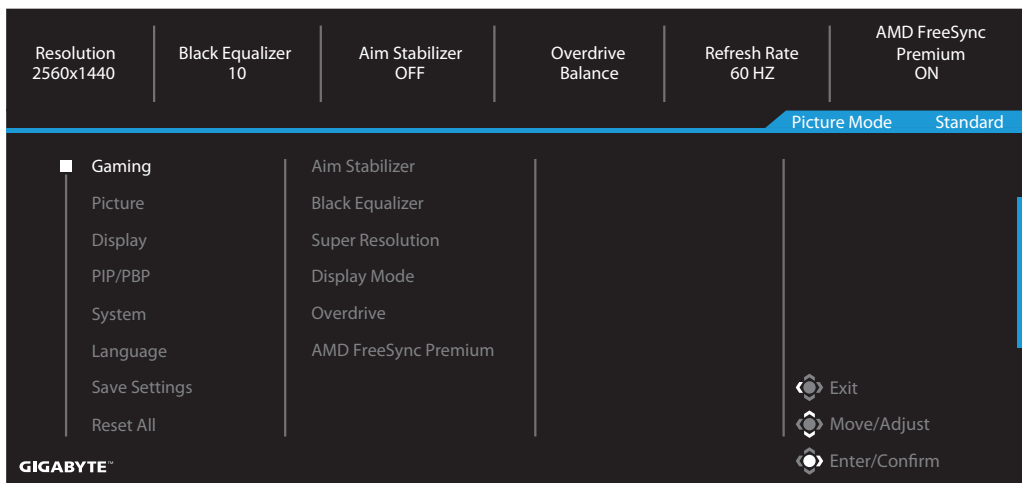 Resolution
2560x1440
Black Equalizer
10
Aim Stabilizer
OFF
Overdrive
Balance
Refresh Rate
60 HZ
AMD FreeSync
Premium
ON
Picture Mode Standard
Gaming
Picture
Display
PIP/PBP
System
Language
Save Settings
Reset All
Aim Stabilizer
Black Equalizer
Super Resolution
Display Mode
Overdrive
AMD FreeSync Premium
Exit
Move/Adjust
Enter/Confirm
GIGABYTE™